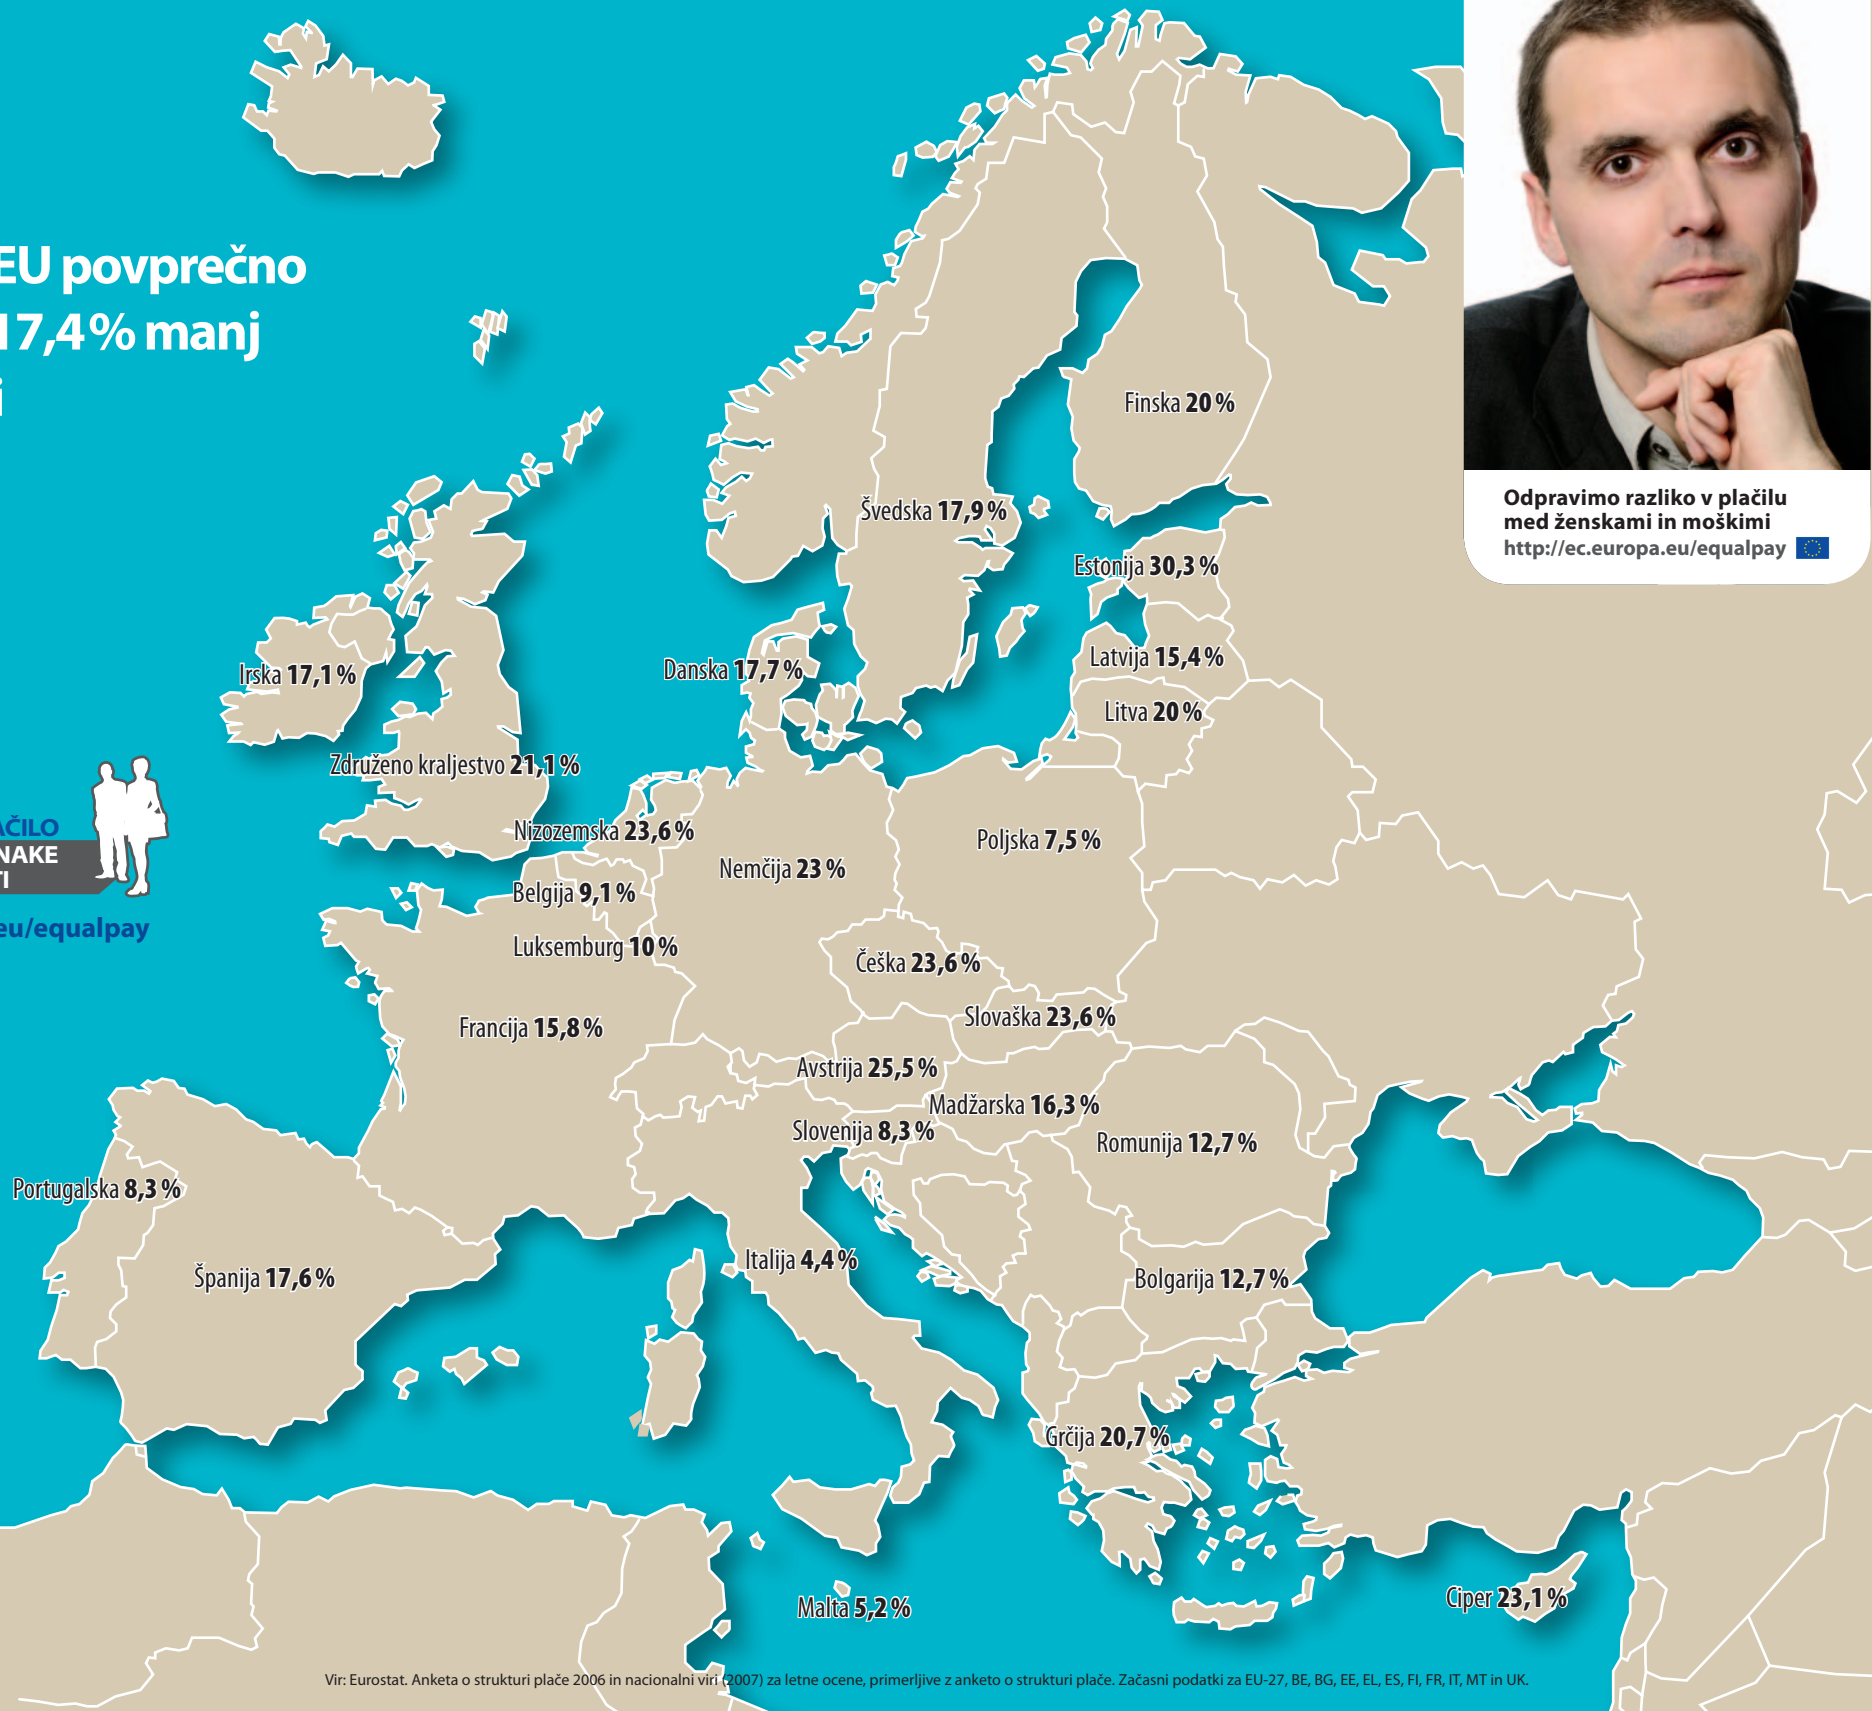 EU povprečno
17,4 % manj
i
Finska 20 %
Švedska 17,9 %
Odpravimo razliko v plačilu
med ženskami in moškimi
http://ec.europa.eu/equalpay
Estonija 30,3 %
Irska 17,1 %
Danska 17,7 %
Latvija 15,4 %
Litva 20 %
Združeno kraljestvo 21,1 %
AČILO
NAKE
TI
eu/equalpay
Nizozemska 23,6 %
Poljska 7,5 %
Nemčija 23 %
Belgija 9,1 %
Luksemburg 10 %
Češka 23,6 %
Slovaška 23,6 %
Francija 15,8 %
Avstrija 25,5 %
Madžarska 16,3 %
Slovenija 8,3 %
Romunija 12,7 %
Portugalska 8,3 %
Španija 17,6 %
Italija 4,4 %
Bolgarija 12,7 %
Grčija 20,7 %
Malta 5,2 %
Ciper 23,1 %
Vir: Eurostat. Anketa o strukturi plače 2006 in nacionalni viri (2007) za letne ocene, primerljive z anketo o strukturi plače. Začasni podatki za EU-27, BE, BG, EE, EL, ES, FI, FR, IT, MT in UK.